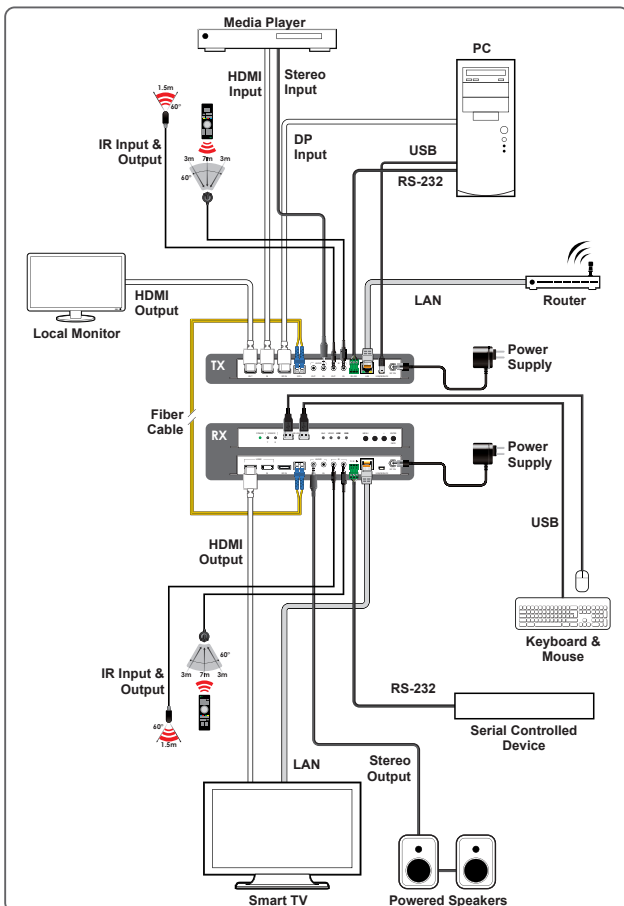 Media Player
PC
HDMI
Input
Stereo
Input
1.5m
60°
IR Input &
Output
3m 7m 3m
60°
DP
Input
USB
RS-232
HDMI
Output
Local Monitor
LAN
Router
TX
Power
Supply
Fiber
Cable
RX
Power
Supply
HDMI
Output
USB
60°
3m 7m 3m
IR Input &
Output
60°
1.5m
Keyboard &
Mouse
RS-232
Serial Controlled
Device
LAN
Stereo
Output
Smart TV
Powered Speakers